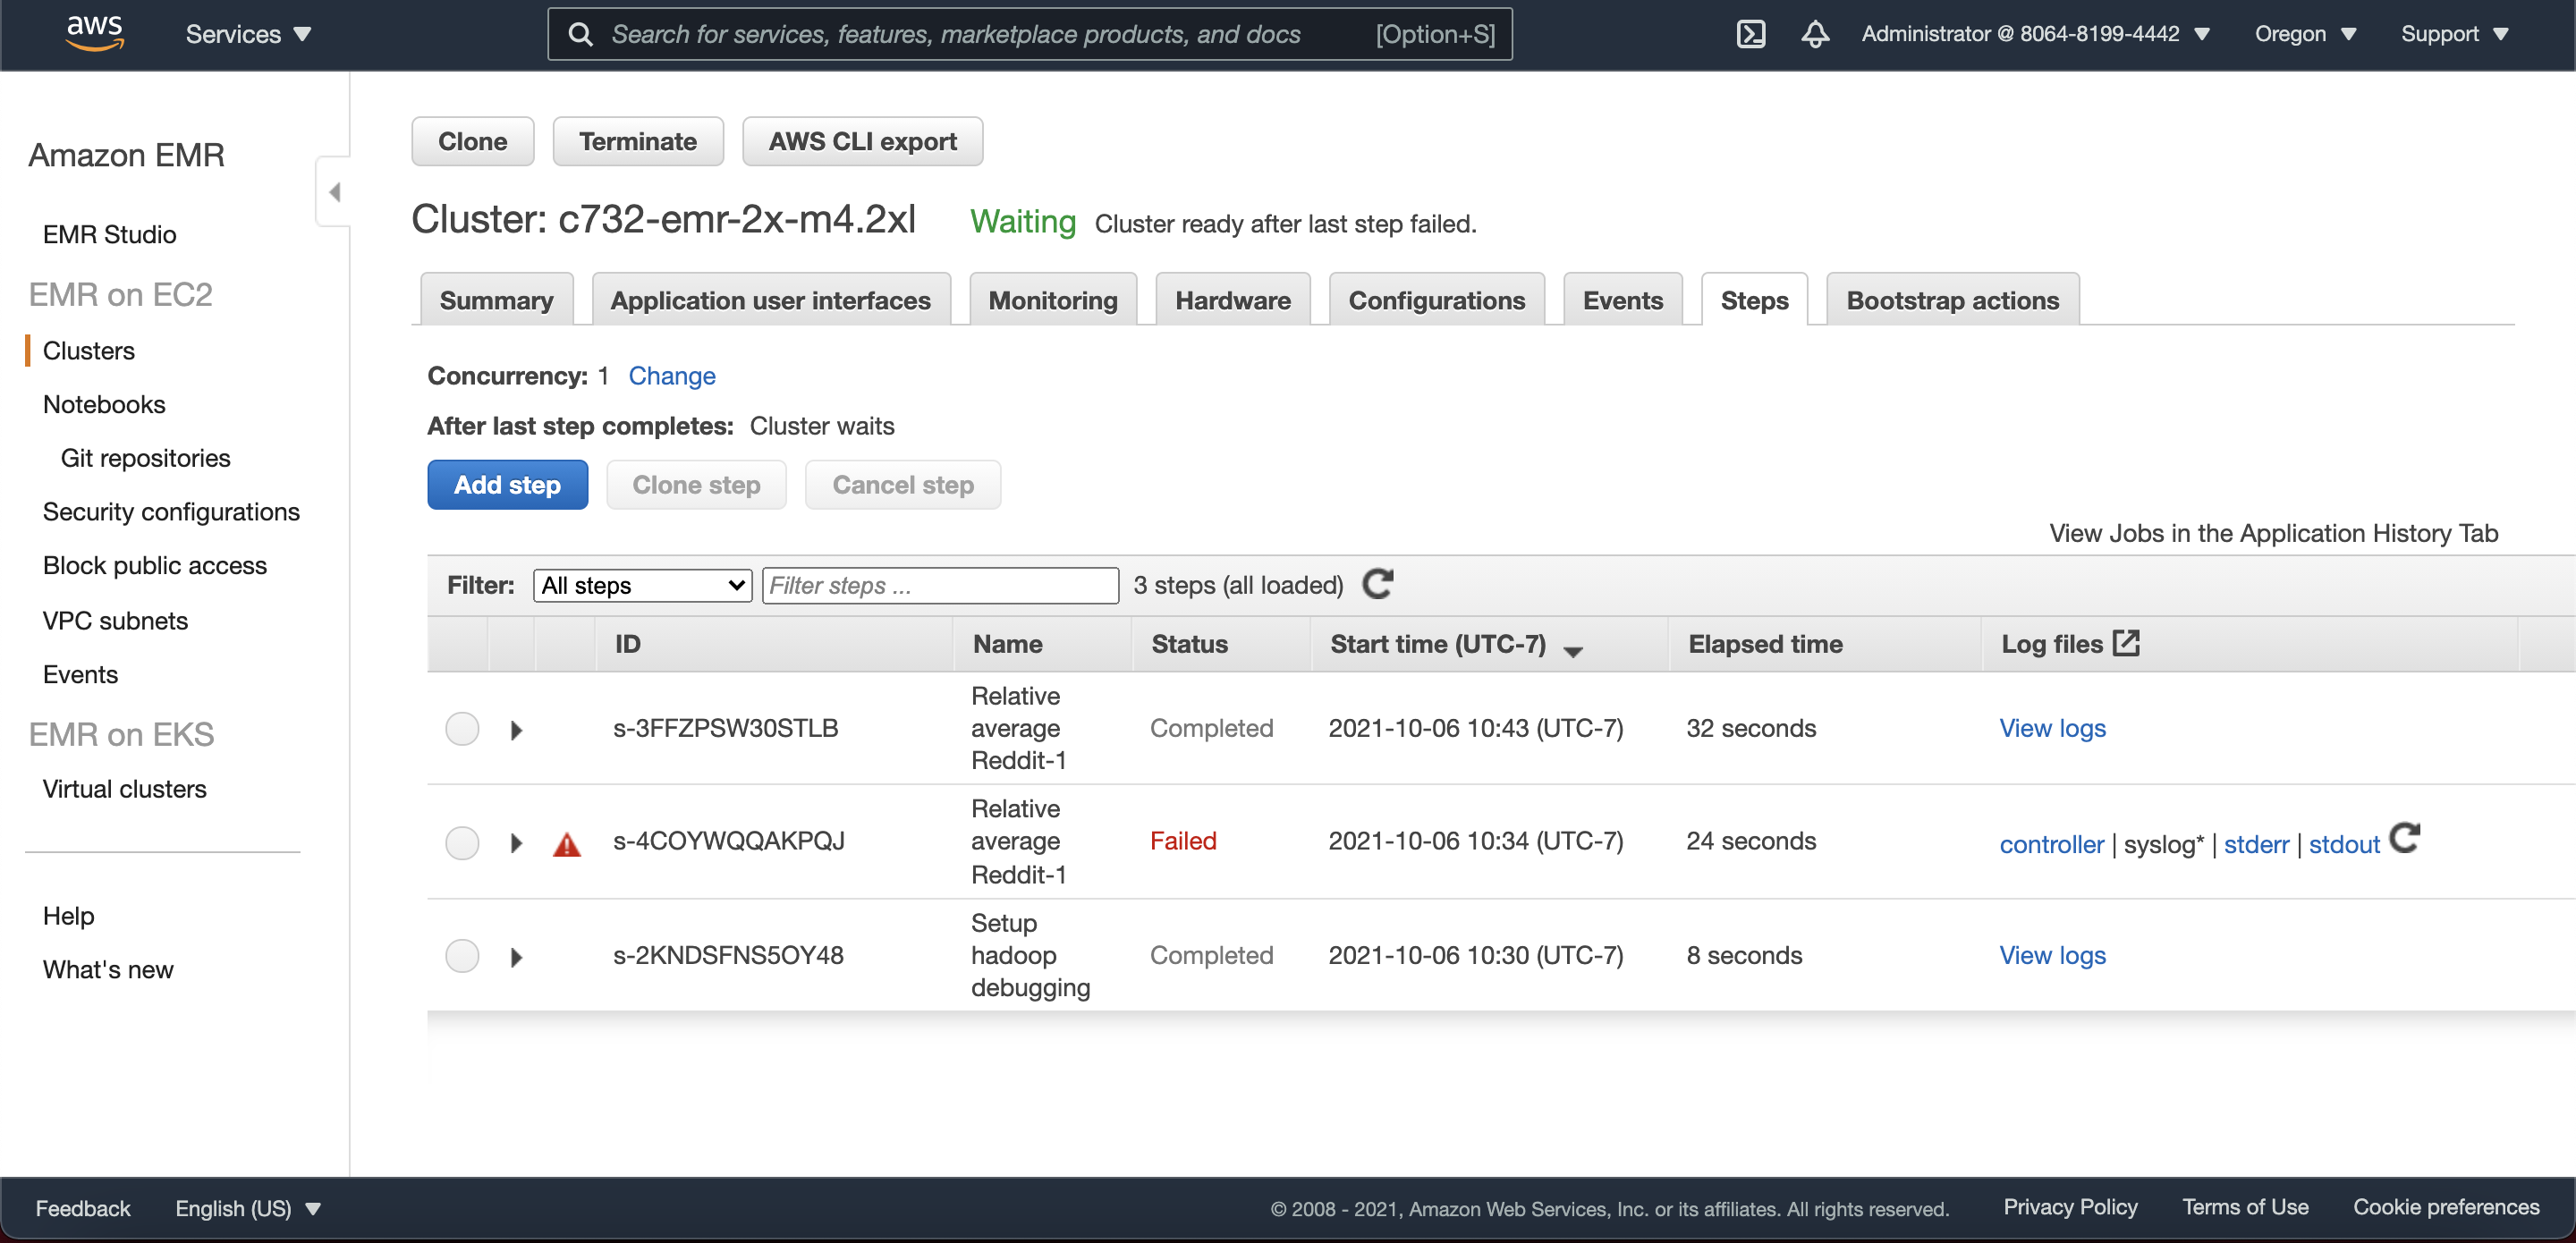 aws
Services
Search for services, features, marketplace products, and docs [Option+S]
Administrator @ 8064-8199-4442
Oregon
Support
Amazon EMR
EMR Studio
EMR on EC2
Clusters
Notebooks
Git repositories
Security configurations
Block public access
VPC subnets
Events
EMR on EKS
Virtual clusters
Help
What's new
Clone Terminate AWS CLI export
Cluster: c732-emr-2x-m4.2xl Waiting Cluster ready after last step failed.
Summary Application user interfaces Monitoring Hardware Configurations Events Steps Bootstrap actions
Concurrency: 1 Change
After last step completes: Cluster waits
Add step Clone step Cancel step
View Jobs in the Application History Tab
Filter: All steps Filter steps ... 3 steps (all loaded)
ID Name Status Start time (UTC-7) Elapsed time Log files
s-3FFZPSW30STLB
Relative
average
Reddit-1
Completed 2021-10-06 10:43 (UTC-7) 32 seconds View logs
s-4COYWQQAKPQJ
Relative
average
Reddit-1
Failed 2021-10-06 10:34 (UTC-7) 24 seconds controller | syslog* | stderr | stdout
s-2KNDSFNS5OY48
Setup
hadoop
debugging
Completed 2021-10-06 10:30 (UTC-7) 8 seconds View logs
Feedback English (US) © 2008 - 2021, Amazon Web Services, Inc. or its affiliates. All rights reserved. Privacy Policy Terms of Use Cookie preferences